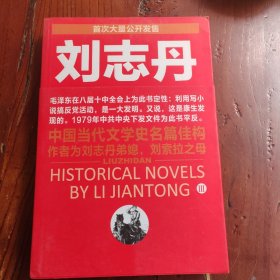 首次大量公开发售
刘志丹
毛泽东在八届十中全会上为此书定性：利用写小
说搞反党活动，是一大发明。又说，这是康生发
现的。1979年中共中央下发文件为此书平反。
中国当代文学史名篇佳构
作者为刘志丹弟媳、刘索拉之母
LIUZHIDAN
HISTORICAL NOVELS
BY LI JIANTONG III